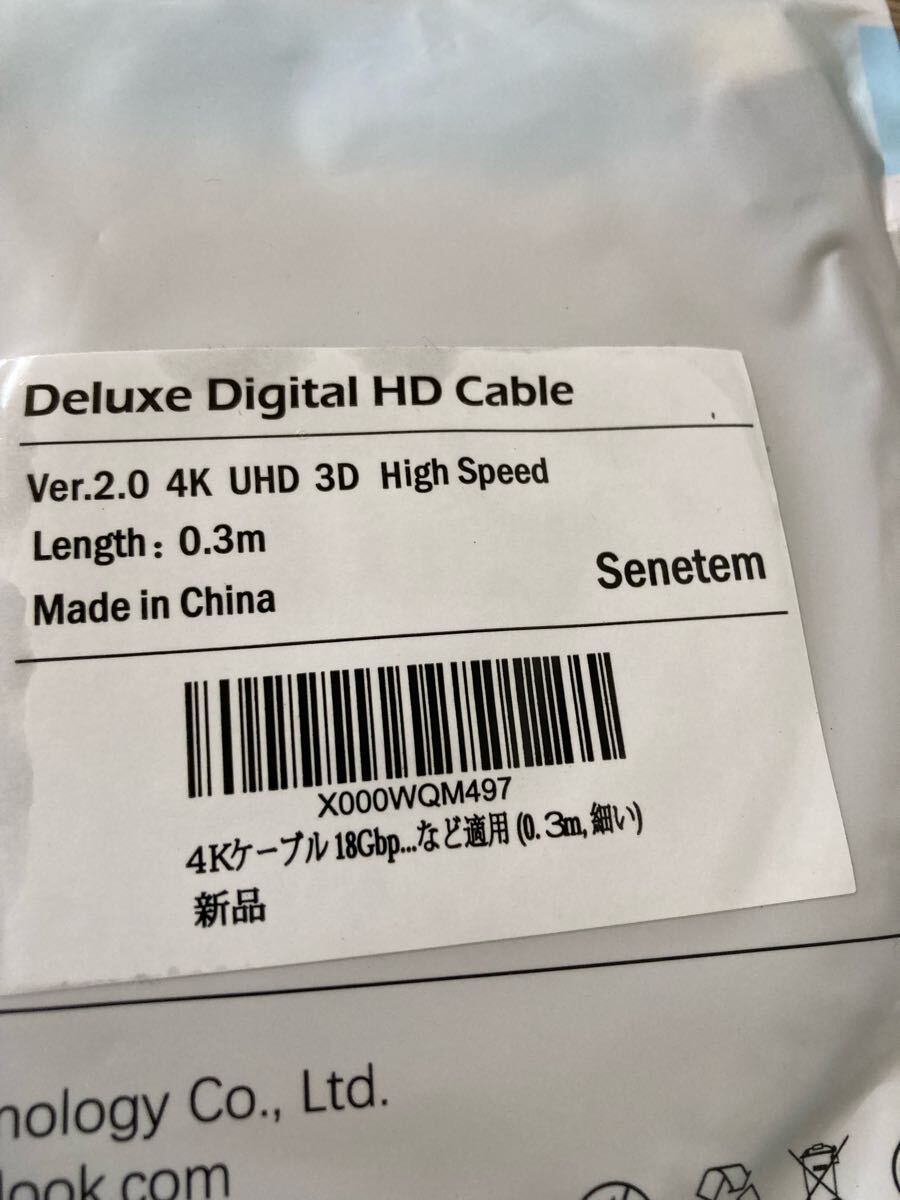 Deluxe Digital HD Cable
Ver.2.0 4K UHD 3D High Speed
Length：0.3m
Made in China
Senetem
X000WQM497
4Kケーブル 18Gbp...など適用 (0.3m,細い)
新品
nology Co., Ltd.
look.com